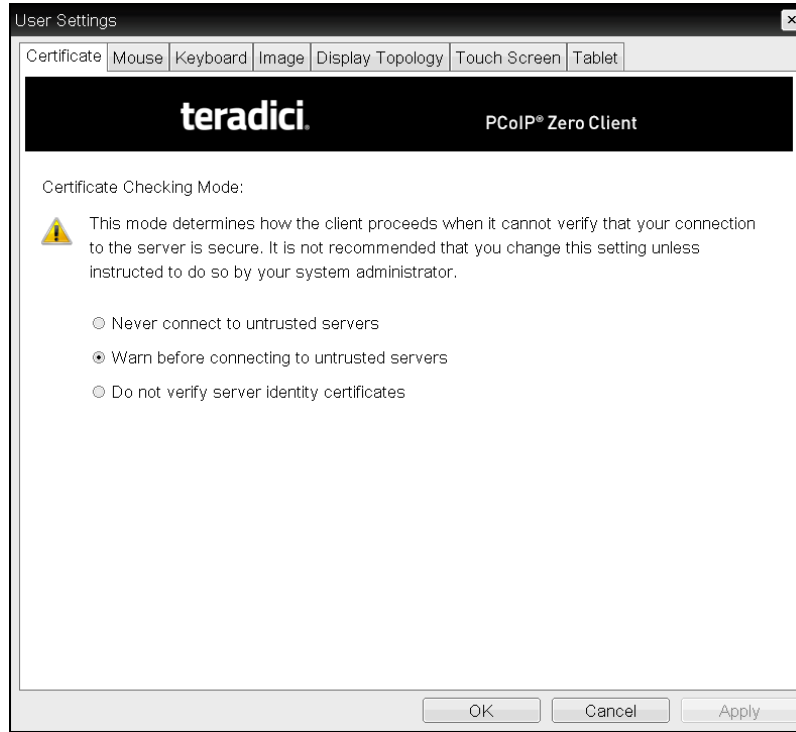 User Settings
Certificate Mouse Keyboard Image Display Topology Touch Screen Tablet
teradici. PCoIP® Zero Client
Certificate Checking Mode:
This mode determines how the client proceeds when it cannot verify that your connection
to the server is secure. It is not recommended that you change this setting unless
instructed to do so by your system administrator.
Never connect to untrusted servers
Warn before connecting to untrusted servers
Do not verify server identity certificates
OK Cancel Apply